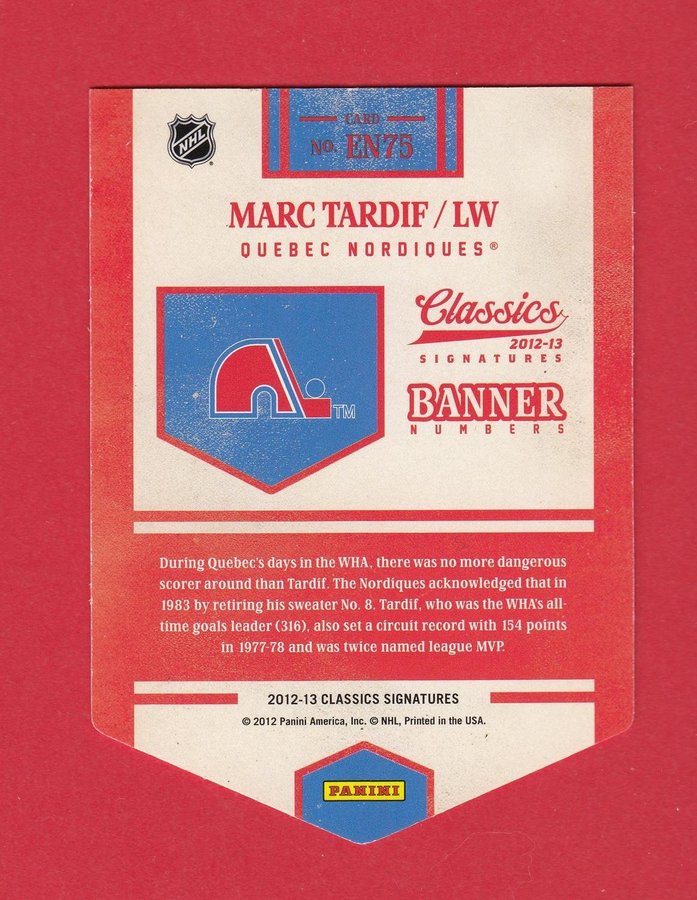 NHL
CARD
NO. EN75
MARC TARDIF / LW
QUEBEC NORDIQUES®
Classics
2012-13
SIGNATURES
BANNER
NUMBERS
TM
During Quebec's days in the WHA, there was no more dangerous
scorer around than Tardif. The Nordiques acknowledged that in
1983 by retiring his sweater No. 8. Tardif, who was the WHA's all-
time goals leader (316), also set a circuit record with 154 points
in 1977-78 and was twice named league MVP.
2012-13 CLASSICS SIGNATURES
© 2012 Panini America, Inc. © NHL, Printed in the USA.
PANINI